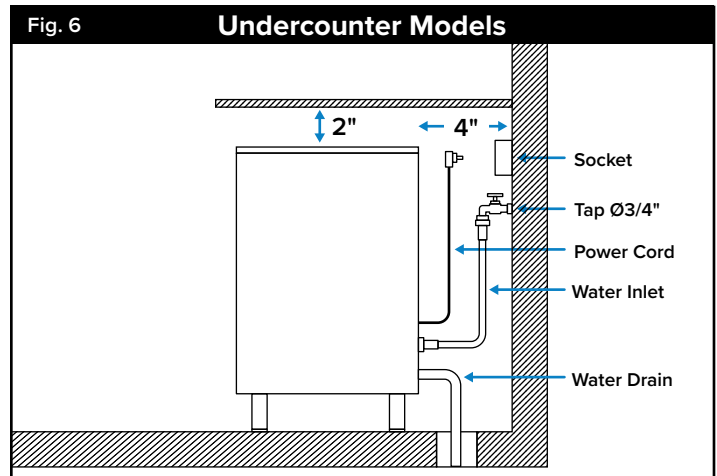 Fig. 6
Undercounter Models
2"
4"
Socket
Tap Ø3/4"
Power Cord
Water Inlet
Water Drain